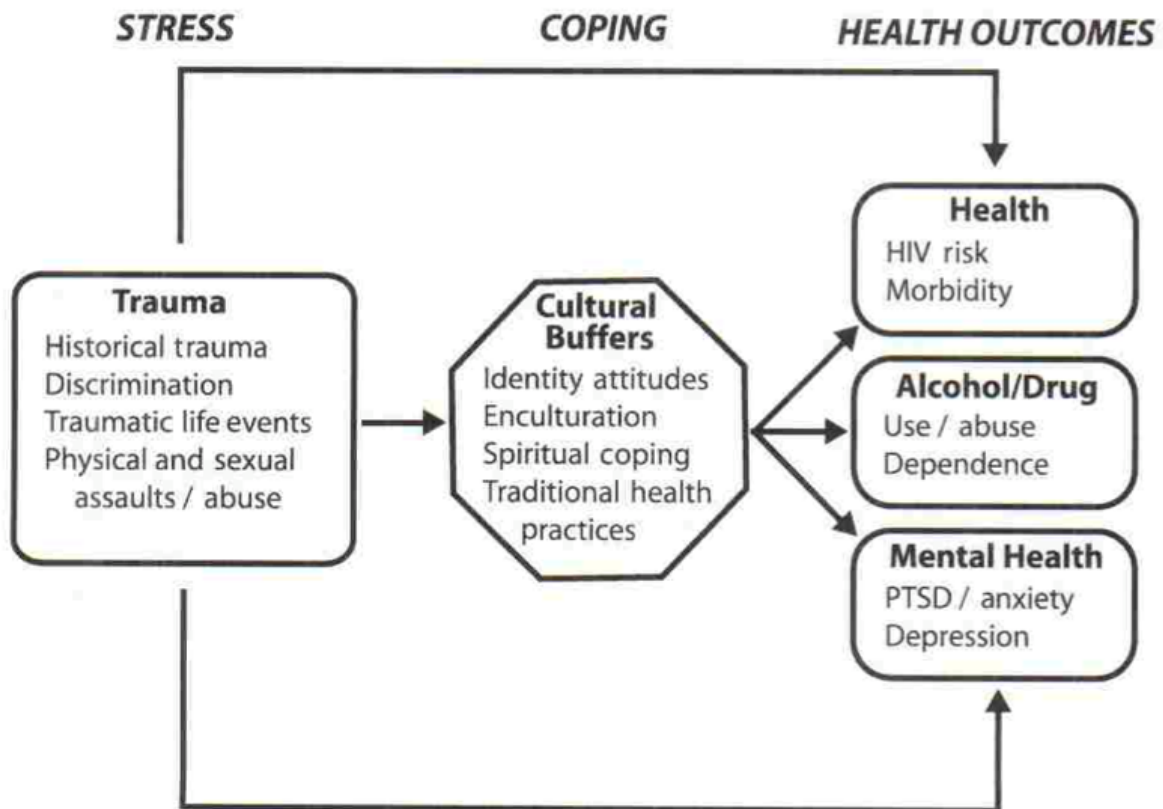 STRESS COPING HEALTH OUTCOMES
Trauma
Historical trauma
Discrimination
Traumatic life events
Physical and sexual
assaults / abuse
Cultural
Buffers
Identity attitudes
Enculturation
Spiritual coping
Traditional health
practices
Health
HIV risk
Morbidity
Alcohol/Drug
Use / abuse
Dependence
Mental Health
PTSD / anxiety
Depression